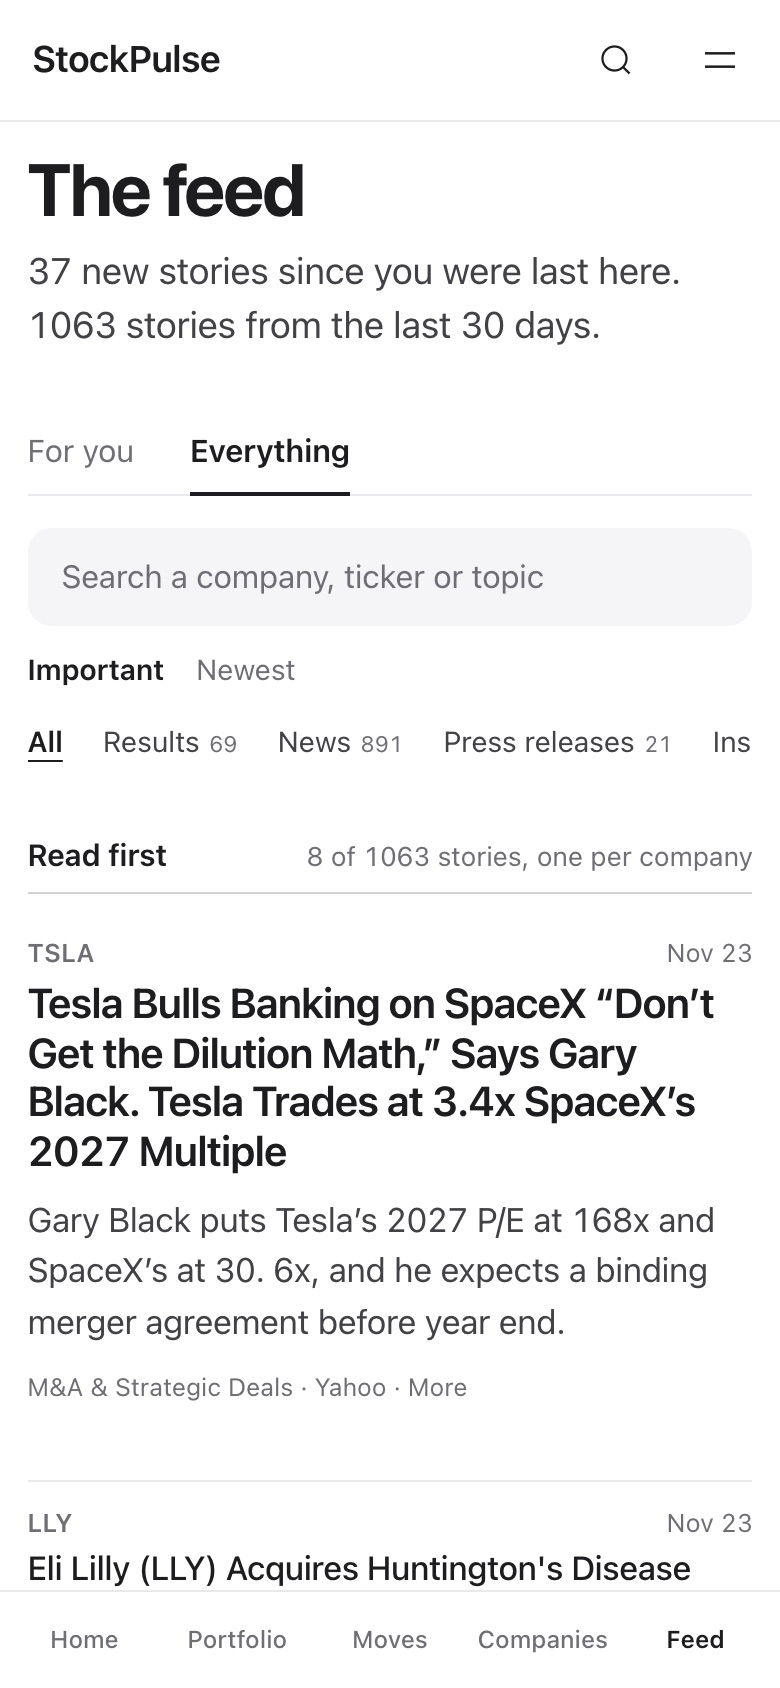 StockPulse
The feed
37 new stories since you were last here.
1063 stories from the last 30 days.
For you Everything
Search a company, ticker or topic
Important Newest
All Results 69 News 891 Press releases 21 Ins
Read first 8 of 1063 stories, one per company
TSLA Nov 23
Tesla Bulls Banking on SpaceX “Don’t
Get the Dilution Math,” Says Gary
Black. Tesla Trades at 3.4x SpaceX’s
2027 Multiple
Gary Black puts Tesla’s 2027 P/E at 168x and
SpaceX’s at 30. 6x, and he expects a binding
merger agreement before year end.
M&A & Strategic Deals · Yahoo · More
LLY Nov 23
Eli Lilly (LLY) Acquires Huntington's Disease
Home Portfolio Moves Companies Feed